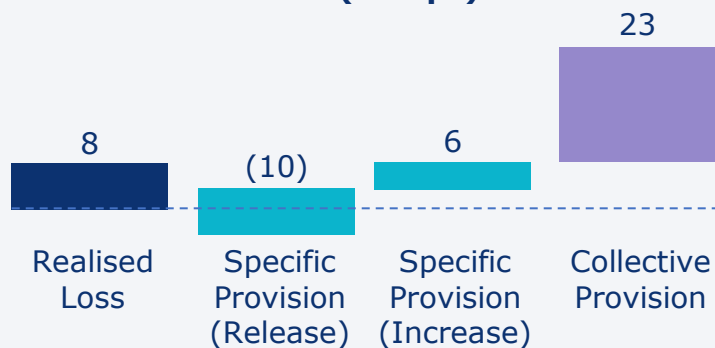 23
8
(10)
6
Realised
Loss
Specific
Provision
(Release)
Specific
Provision
(Increase)
Collective
Provision